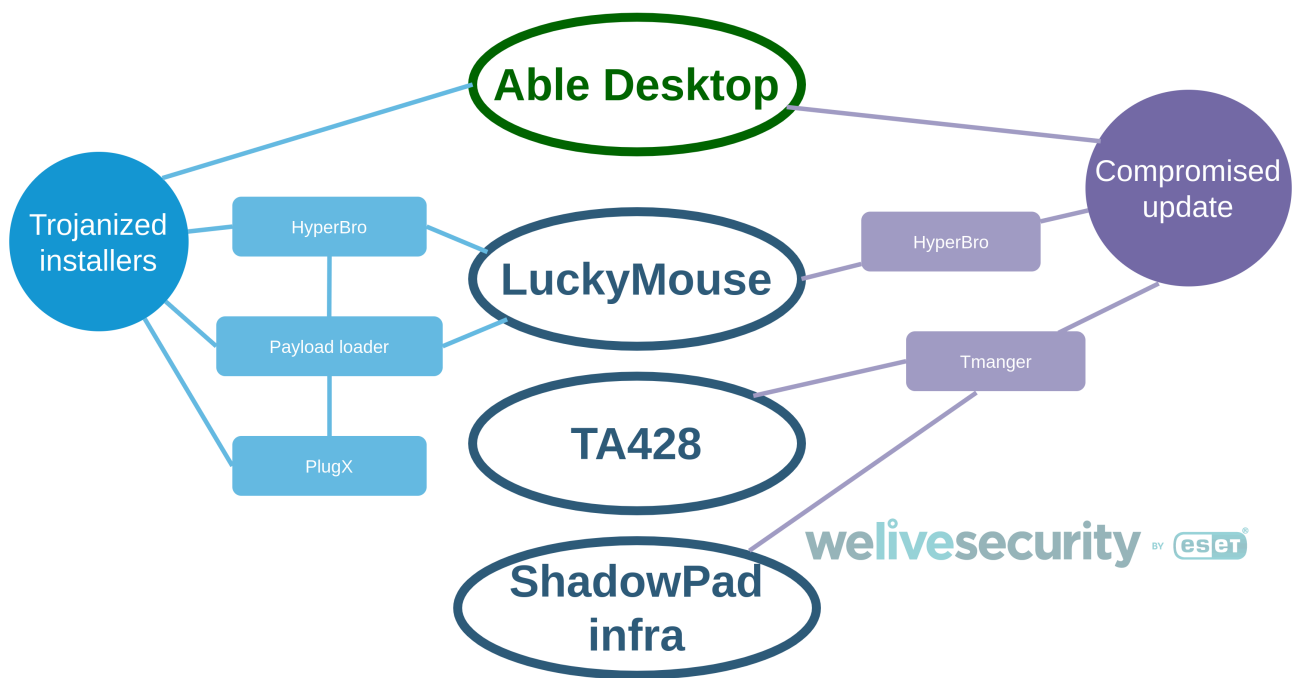 Able Desktop
Trojanized
installers
Compromised
update
HyperBro
LuckyMouse
HyperBro
Payload loader
Tmanger
TA428
PlugX
welivesecurity BY eset®
ShadowPad
infra